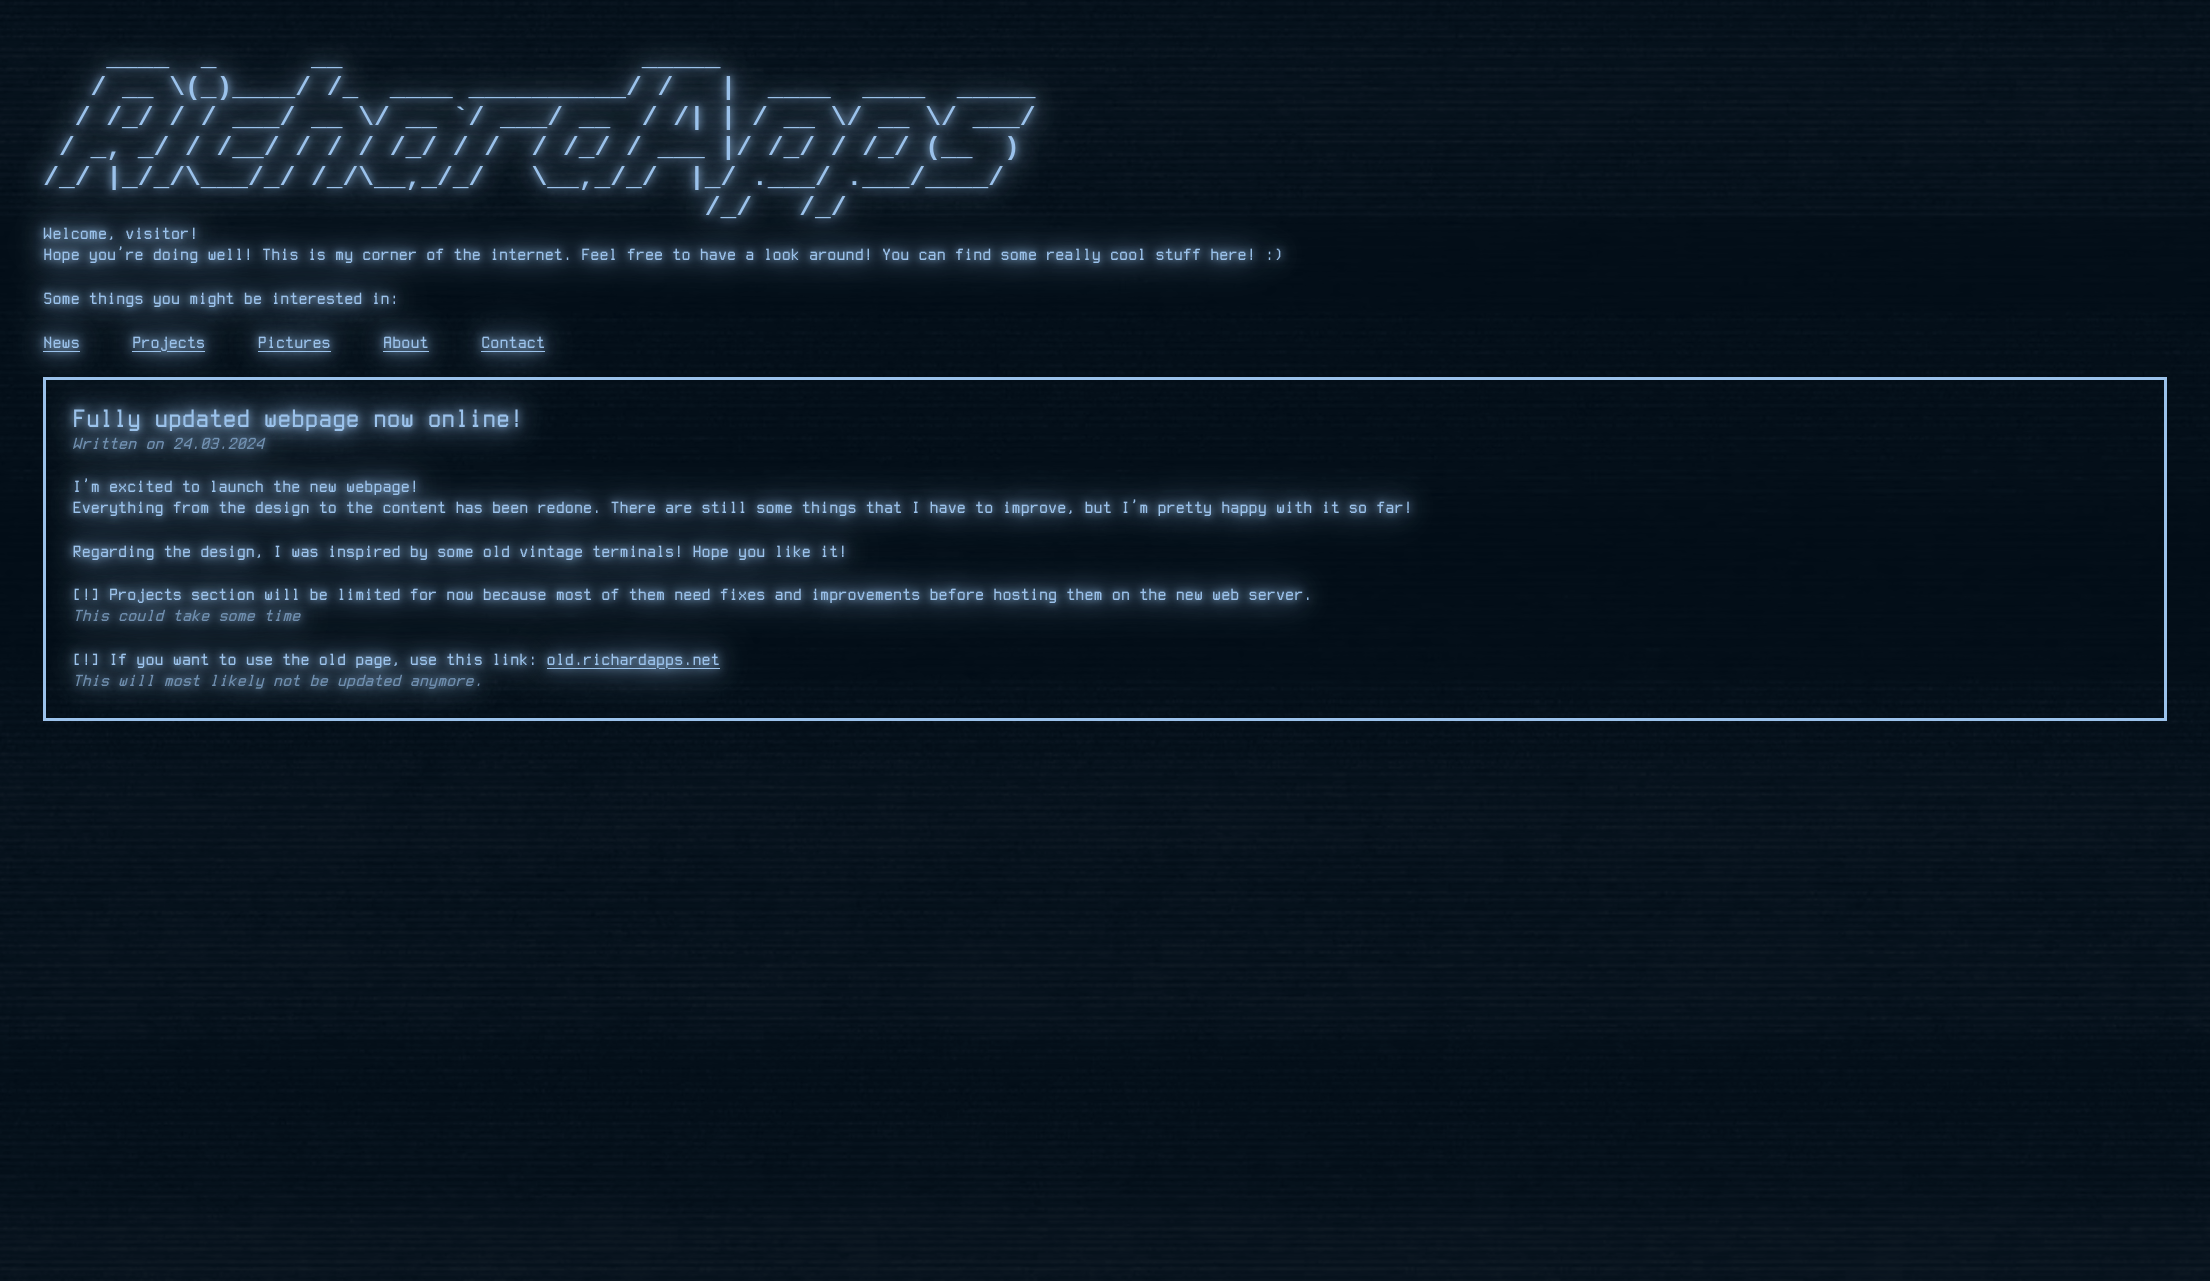 RichardApps
Welcome, visitor!
Hope you're doing well! This is my corner of the internet. Feel free to have a look around! You can find some really cool stuff here! :)
Some things you might be interested in:
News Projects Pictures About Contact
Fully updated webpage now online!
Written on 24.03.2024
I'm excited to launch the new webpage!
Everything from the design to the content has been redone. There are still some things that I have to improve, but I'm pretty happy with it so far!
Regarding the design, I was inspired by some old vintage terminals! Hope you like it!
[!] Projects section will be limited for now because most of them need fixes and improvements before hosting them on the new web server.
This could take some time
[!] If you want to use the old page, use this link: old.richardapps.net
This will most likely not be updated anymore.